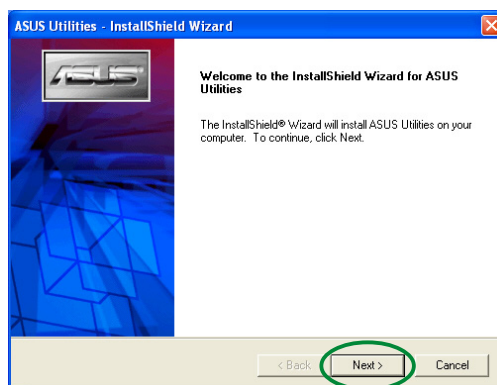 ASUS Utilities - InstallShield Wizard
ASUS
Welcome to the InstallShield Wizard for ASUS
Utilities
The InstallShield® Wizard will install ASUS Utilities on your
computer. To continue, click Next.
< Back
Next >
Cancel